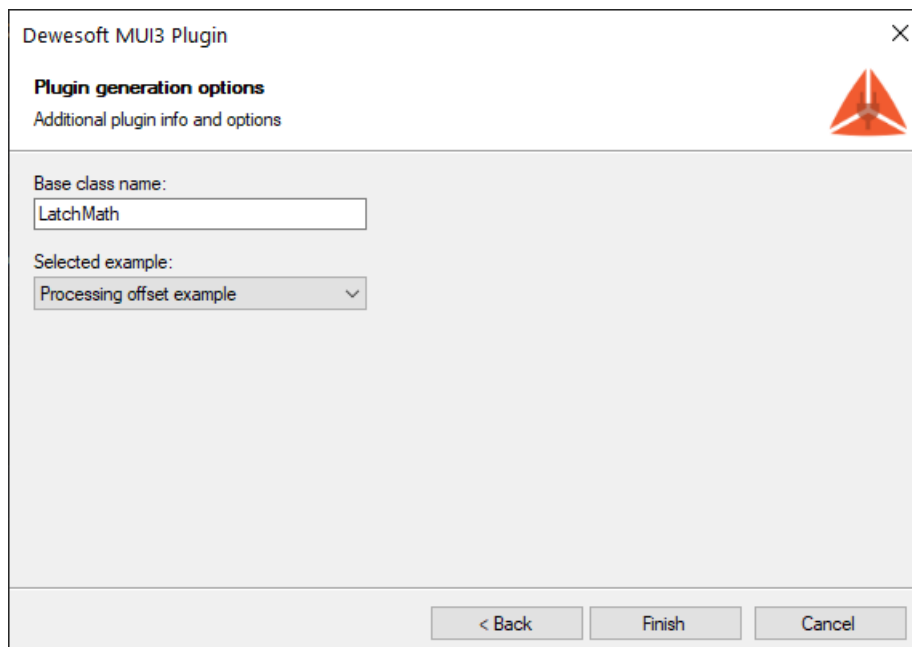 Dewesoft MUI3 Plugin
Plugin generation options
Additional plugin info and options
Base class name:
LatchMath
Selected example:
Processing offset example
< Back
Finish
Cancel